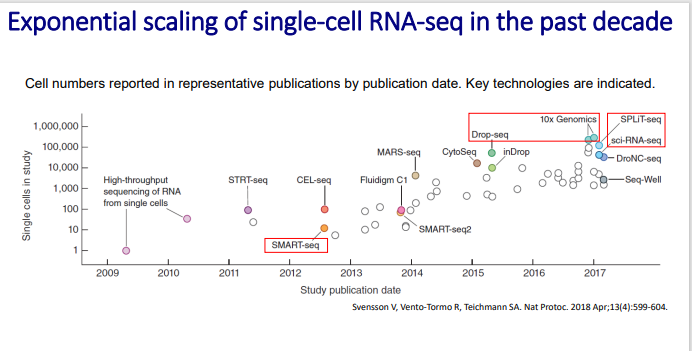 Exponential scaling of single-cell RNA-seq in the past decade
Cell numbers reported in representative publications by publication date. Key technologies are indicated.
Single cells in study
1,000,000
100,000
10,000
1,000
100
10
1
High-throughput
sequencing of RNA
from single cells
STRT-seq
CEL-seq
SMART-seq
Fluidigm C1
SMART-seq2
MARS-seq
CytoSeq
Drop-seq
inDrop
10x Genomics
SPLiT-seq
sci-RNA-seq
DroNC-seq
Seq-Well
2009 2010 2011 2012 2013 2014 2015 2016 2017
Study publication date
Svensson V, Vento-Tormo R, Teichmann SA. Nat Protoc. 2018 Apr;13(4):599-604.